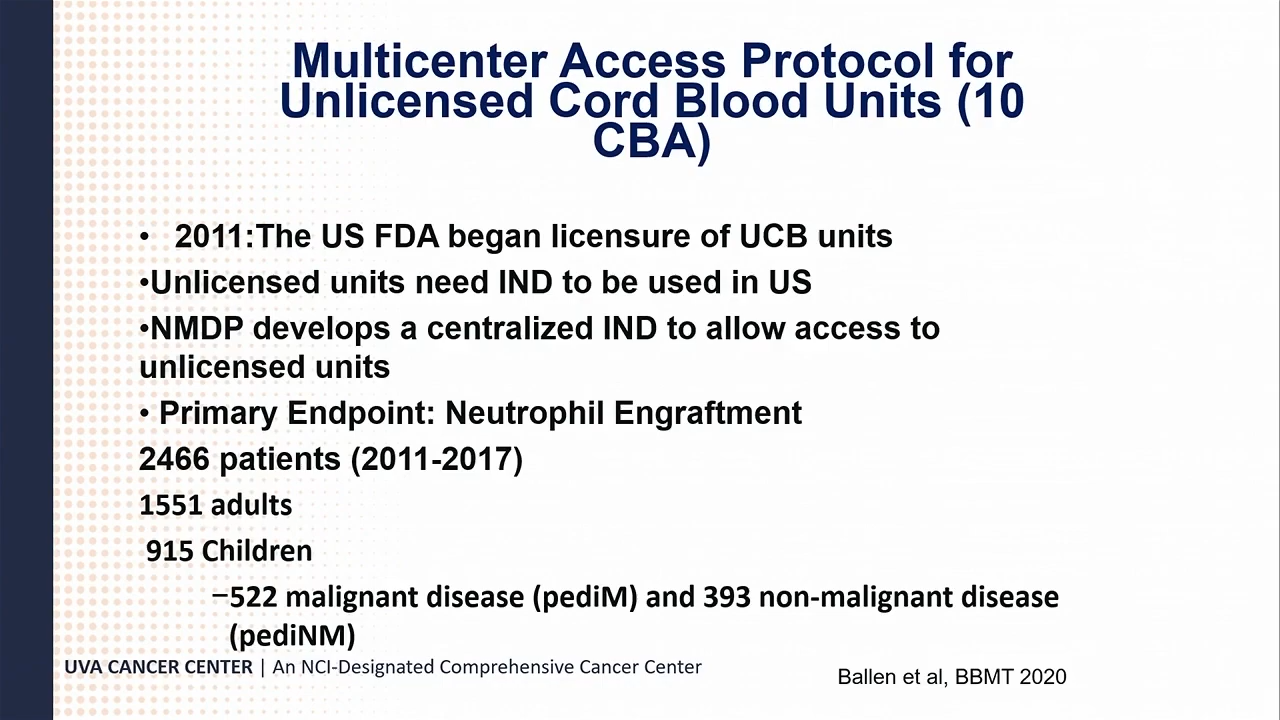 Multicenter Access Protocol for
Unlicensed Cord Blood Units (10
CBA)
• 2011:The US FDA began licensure of UCB units
•Unlicensed units need IND to be used in US
•NMDP develops a centralized IND to allow access to
unlicensed units
• Primary Endpoint: Neutrophil Engraftment
2466 patients (2011-2017)
1551 adults
915 Children
–522 malignant disease (pediM) and 393 non-malignant disease
(pediNM)
UVA CANCER CENTER | An NCI-Designated Comprehensive Cancer Center
Ballen et al, BBMT 2020